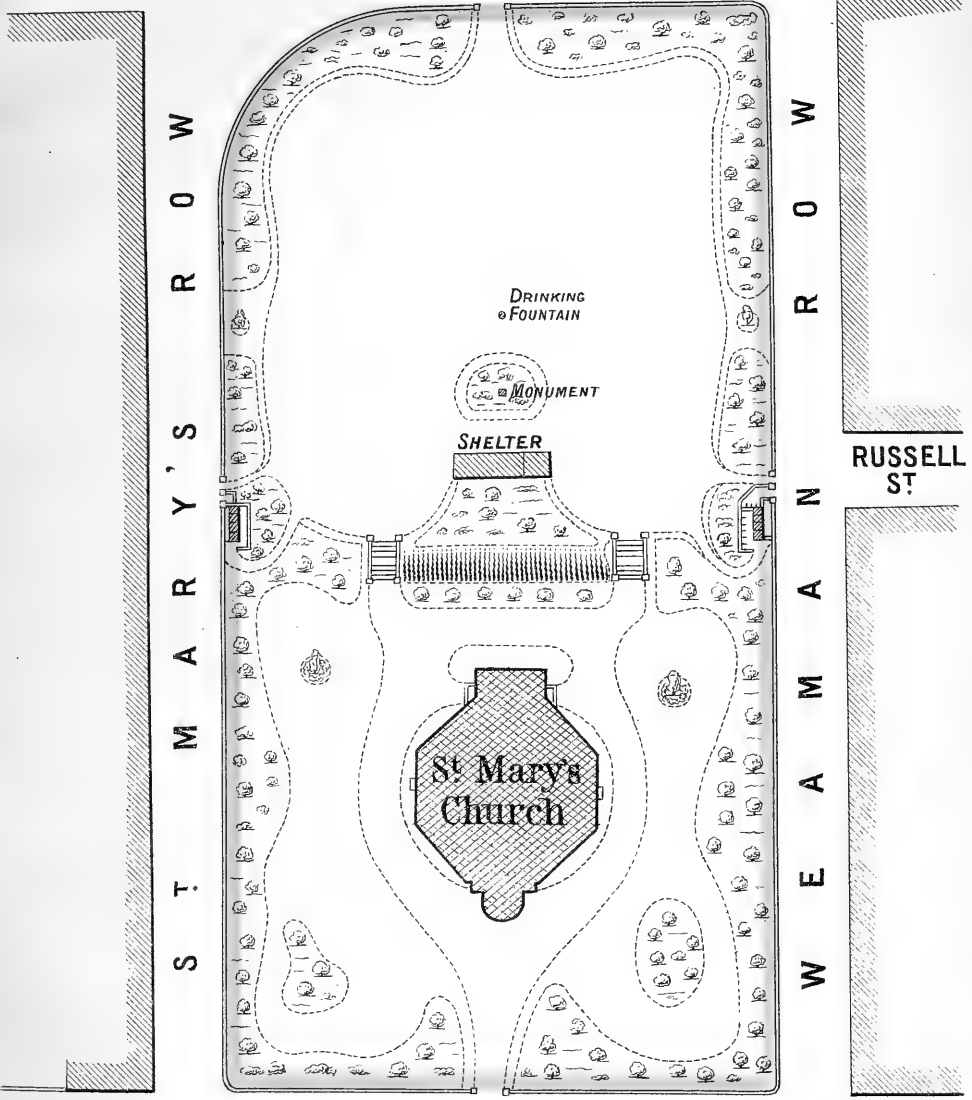 ST. MARY'S ROW
WEAMAN ROW
RUSSELL
ST.
DRINKING
FOUNTAIN
MONUMENT
SHELTER
St. Mary's
Church